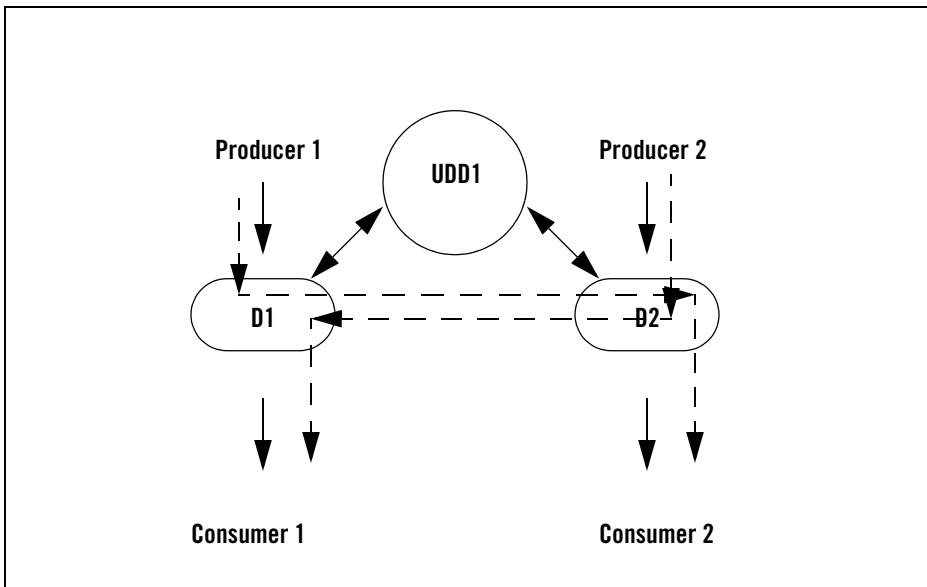 Producer 1
UDD1
Producer 2
D1
D2
Consumer 1
Consumer 2